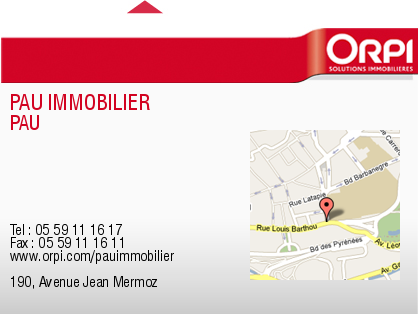 ORPI
SOLUTIONS IMMOBILIÈRES
PAU IMMOBILIER
PAU
Tel : 05 59 11 16 17
Fax : 05 59 11 16 11
www.orpi.com/pauimmobilier
190, Avenue Jean Mermoz
Bd Barbanegre
Rue Latapie
Rue Louis Barthou
Bd des Pyrénées